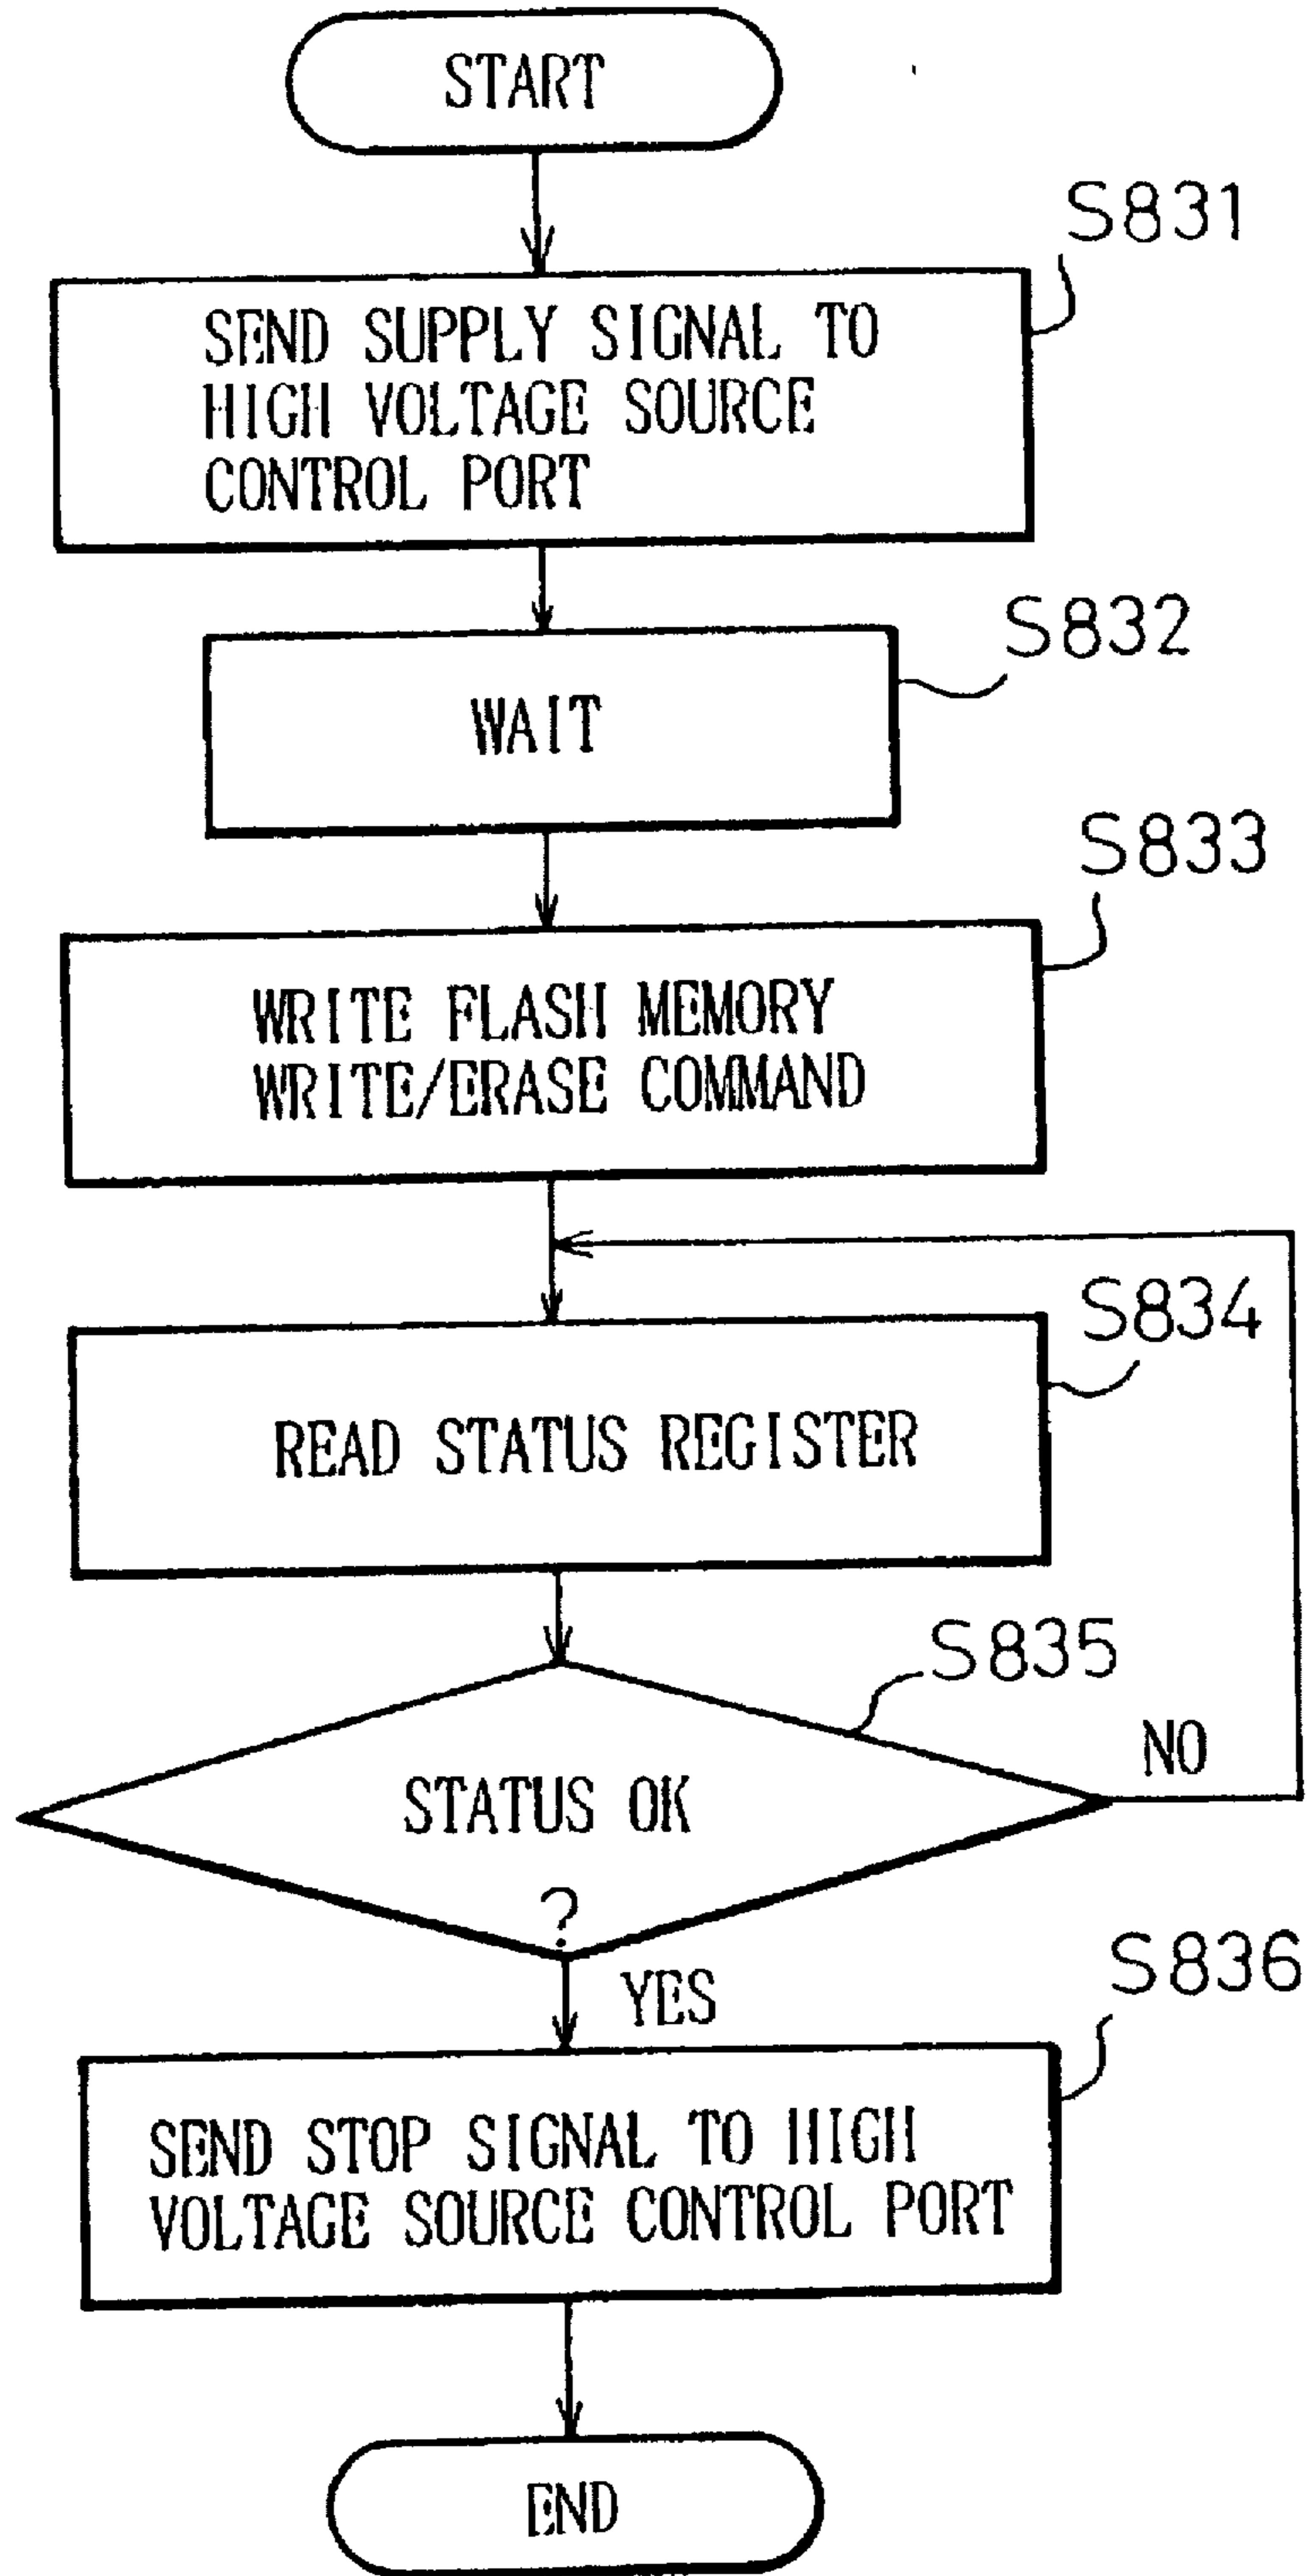 START
S831
SEND SUPPLY SIGNAL TO
HIGH VOLTAGE SOURCE
CONTROL PORT
S832
WAIT
S833
WRITE FLASH MEMORY
WRITE/ERASE COMMAND
S834
READ STATUS REGISTER
S835
NO
STATUS OK
?
YES
S836
SEND STOP SIGNAL TO HIGH
VOLTAGE SOURCE CONTROL PORT
END